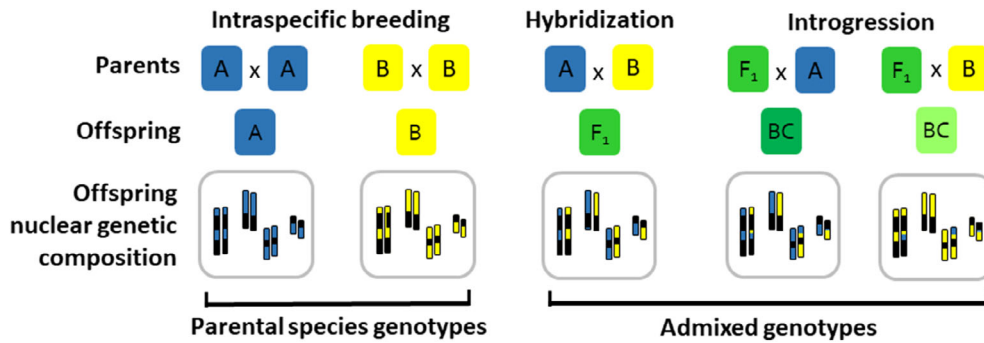 Intraspecific breeding Hybridization Introgression
Parents A x A B x B A x B F₁ x A F₁ x B
Offspring A B F₁ BC BC
Offspring
nuclear genetic
composition
Parental species genotypes Admixed genotypes